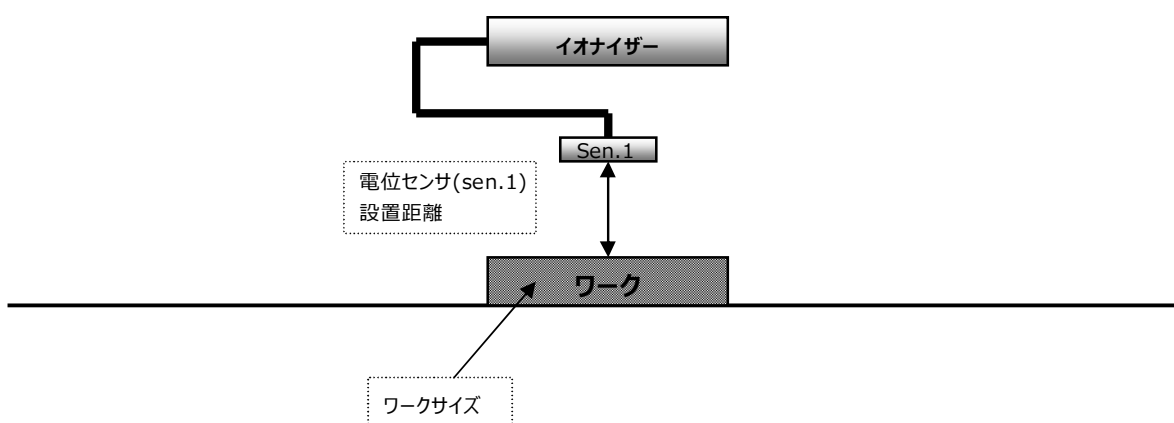 イオナイザー
Sen.1
電位センサ(sen.1)
設置距離
ワーク
ワークサイズ